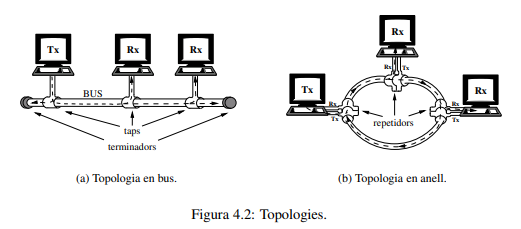 Tx
Rx
Rx
BUS
taps
terminadors
(a) Topologia en bus.
Rx
Rx
Tx
Tx
Rx
Tx
repetidors
Rx
Rx
Tx
(b) Topologia en anell.
Figura 4.2: Topologies.